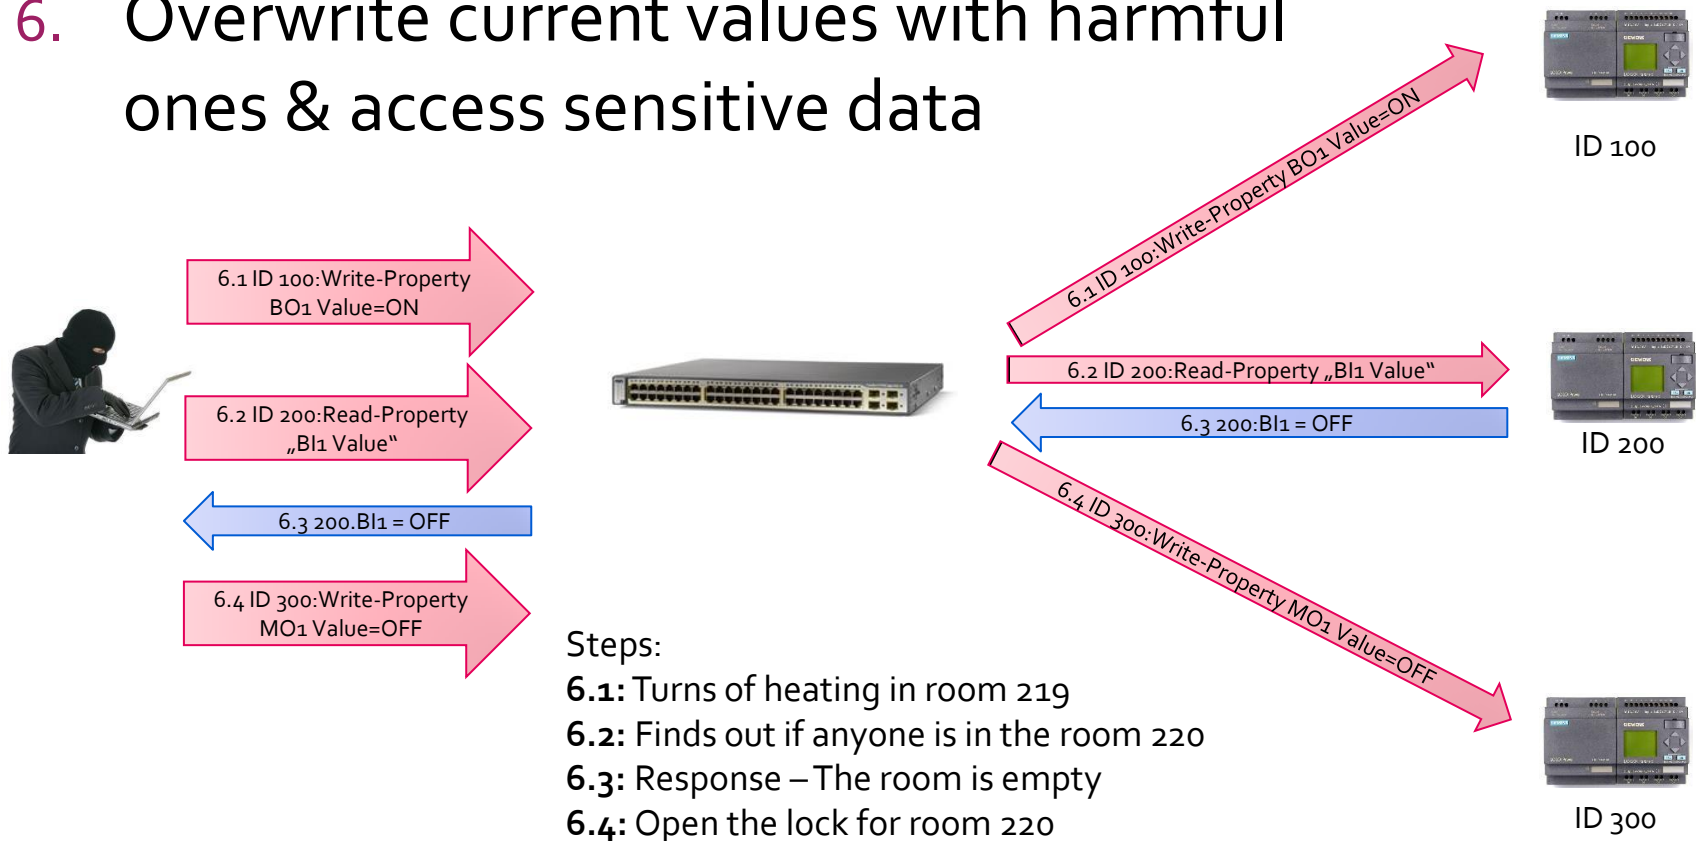 6. Overwrite current values with harmful
ones & access sensitive data
6.1 ID 100:Write-Property
BO1 Value=ON
6.2 ID 200:Read-Property
„BI1 Value“
6.3 200.BI1 = OFF
6.4 ID 300:Write-Property
MO1 Value=OFF
6.1 ID 100:Write-Property BO1 Value=ON
6.2 ID 200:Read-Property „BI1 Value“
6.3 200:BI1 = OFF
6.4 ID 300:Write-Property MO1 Value=OFF
ID 100
ID 200
ID 300
Steps:
6.1: Turns of heating in room 219
6.2: Finds out if anyone is in the room 220
6.3: Response – The room is empty
6.4: Open the lock for room 220